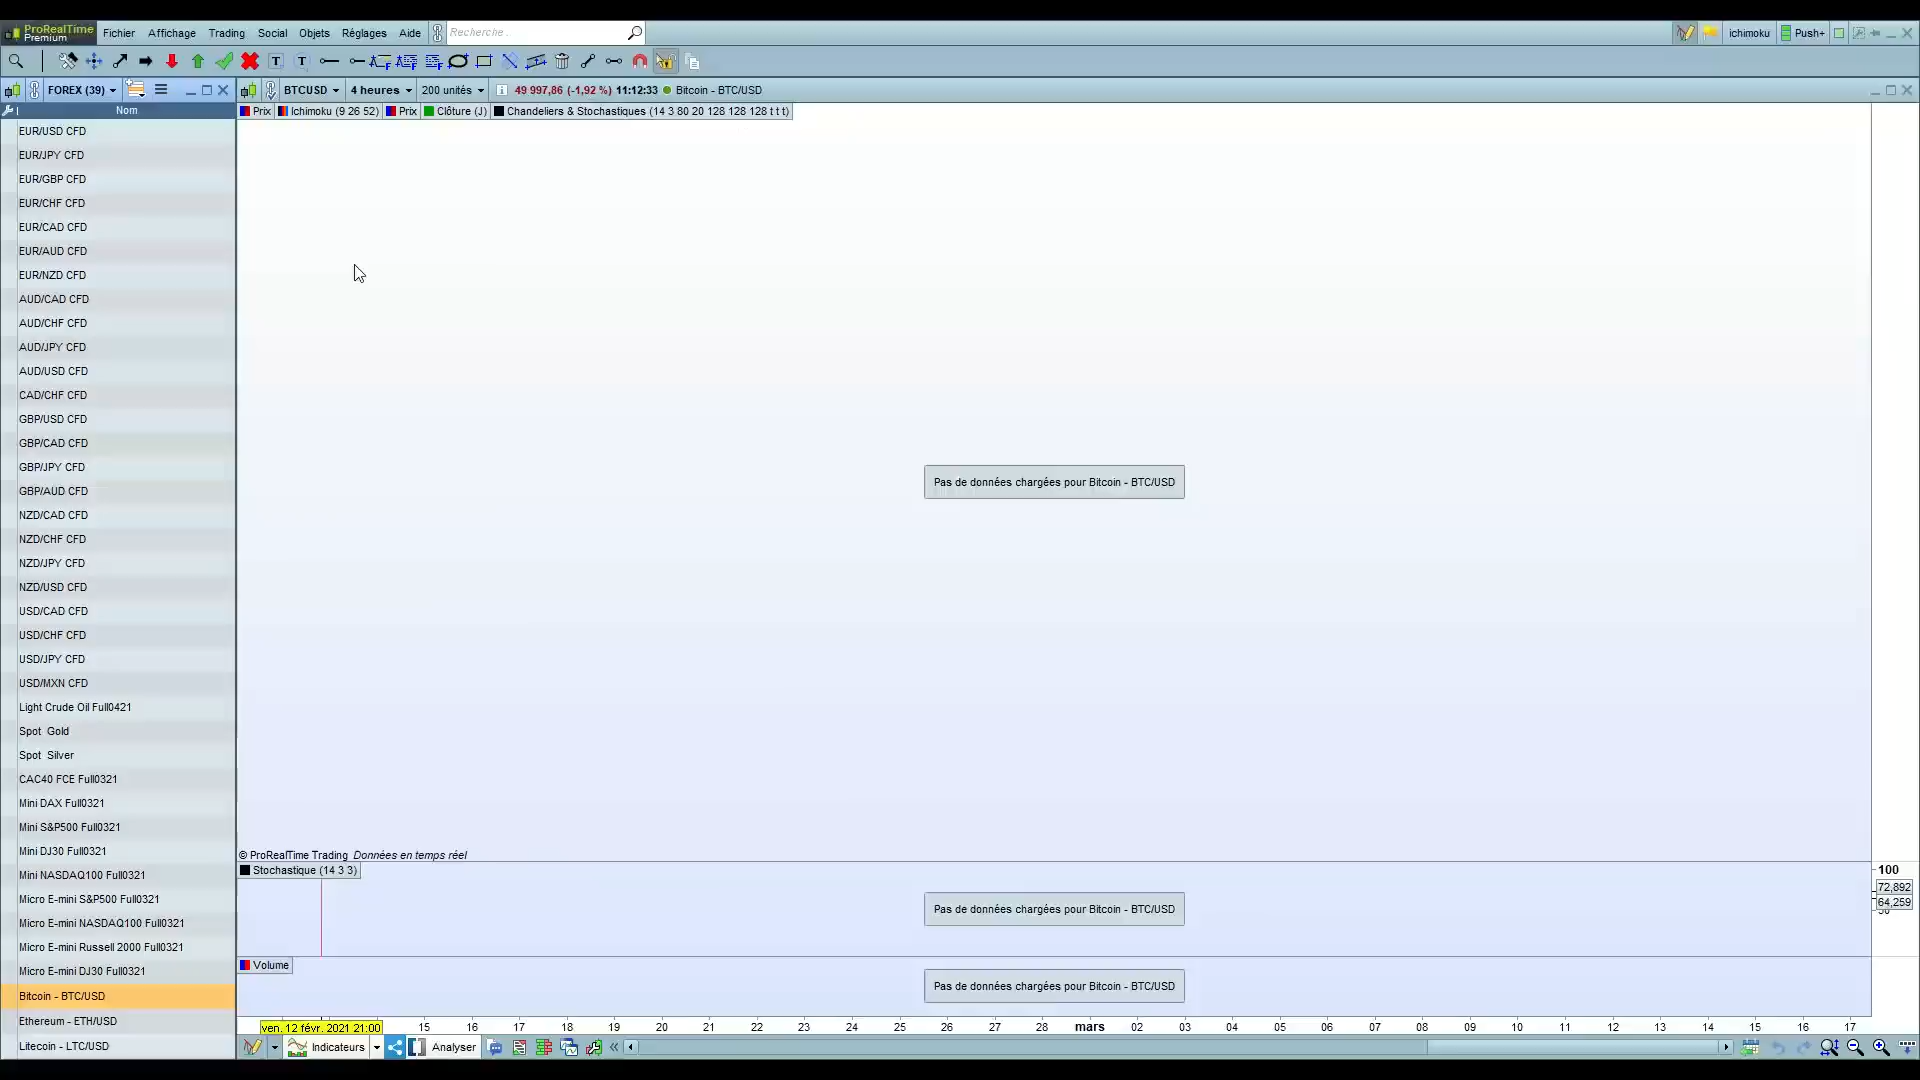 ProRealTime
Premium
Fichier Affichage Trading Social Objets Réglages Aide
Recherche...
ichimoku Push+
FOREX (39)
BTCUSD 4 heures 200 unités 49 997,86 (-1,92 %) 11:12:33 Bitcoin - BTC/USD
Nom
Prix Ichimoku (9 26 52) Prix Clôture (J) Chandeliers & Stochastiques (14 3 80 20 128 128 128 t t t)
EUR/USD CFD
EUR/JPY CFD
EUR/GBP CFD
EUR/CHF CFD
EUR/CAD CFD
EUR/AUD CFD
EUR/NZD CFD
AUD/CAD CFD
AUD/CHF CFD
AUD/JPY CFD
AUD/USD CFD
CAD/CHF CFD
GBP/USD CFD
GBP/CAD CFD
GBP/JPY CFD
GBP/AUD CFD
NZD/CAD CFD
NZD/CHF CFD
NZD/JPY CFD
NZD/USD CFD
USD/CAD CFD
USD/CHF CFD
USD/JPY CFD
USD/MXN CFD
Light Crude Oil Full0421
Spot Gold
Spot Silver
CAC40 FCE Full0321
Mini DAX Full0321
Mini S&P500 Full0321
Mini DJ30 Full0321
Mini NASDAQ100 Full0321
Micro E-mini S&P500 Full0321
Micro E-mini NASDAQ100 Full0321
Micro E-mini Russell 2000 Full0321
Micro E-mini DJ30 Full0321
Bitcoin - BTC/USD
Ethereum - ETH/USD
Litecoin - LTC/USD
Pas de données chargées pour Bitcoin - BTC/USD
© ProRealTime Trading Données en temps réel
Stochastique (14 3 3)
100
72,892
64,259
Pas de données chargées pour Bitcoin - BTC/USD
Volume
Pas de données chargées pour Bitcoin - BTC/USD
ven. 12 févr. 2021 21:00 15 16 17 18 19 20 21 22 23 24 25 26 27 28 mars 02 03 04 05 06 07 08 09 10 11 12 13 14 15 16 17
Indicateurs Analyser